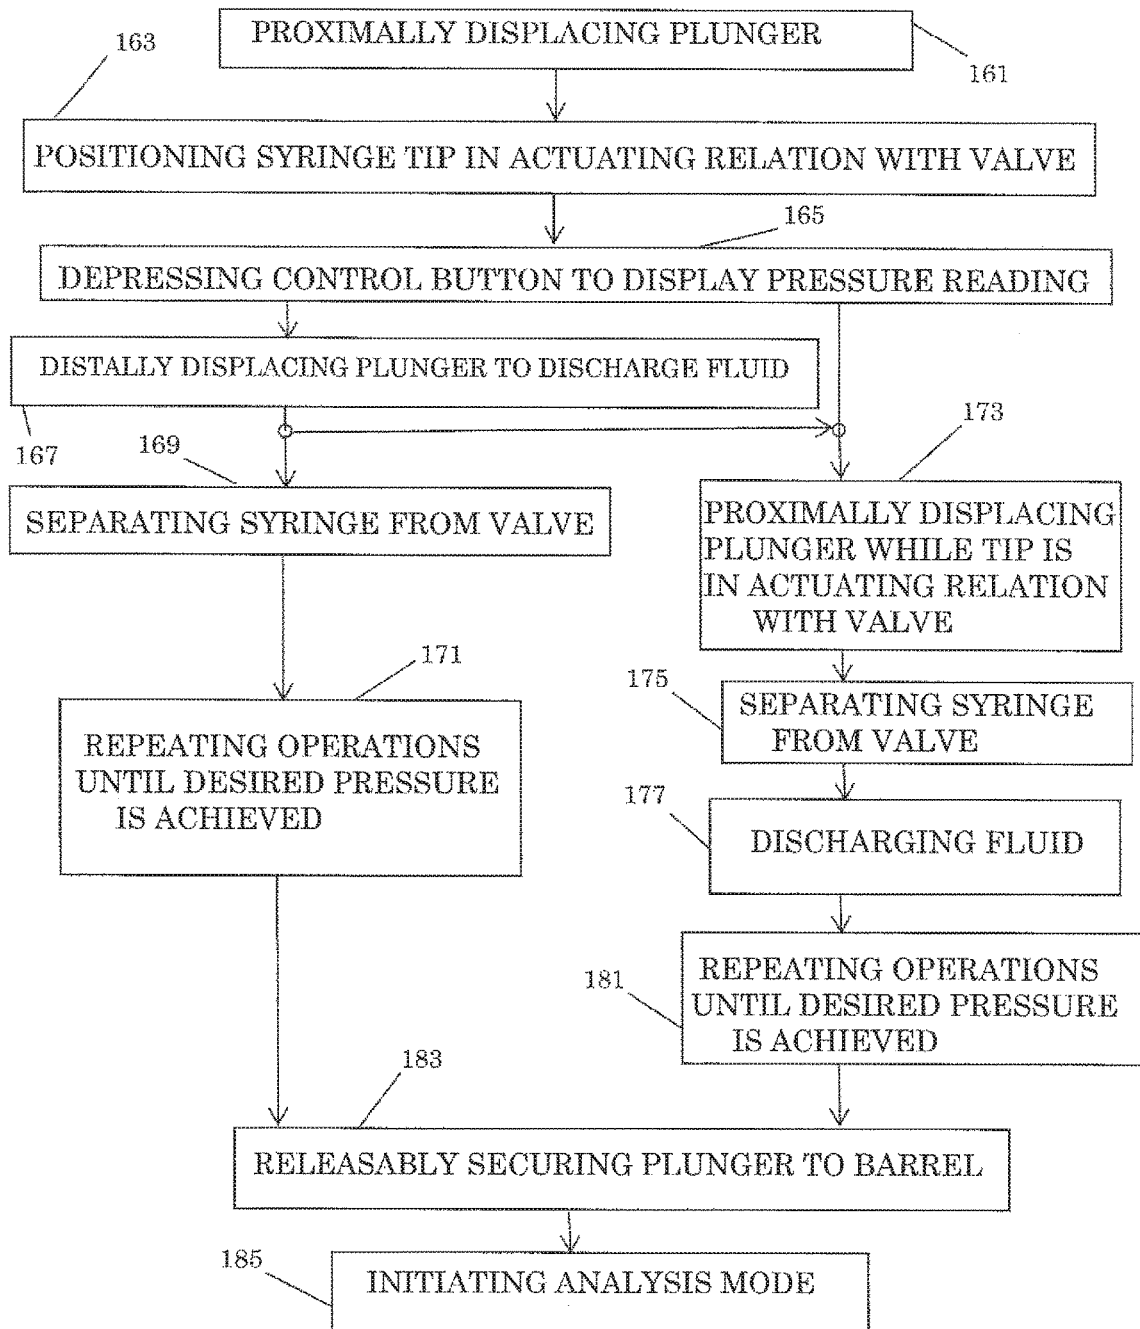 PROXIMALLY DISPLACING PLUNGER
163
161
POSITIONING SYRINGE TIP IN ACTUATING RELATION WITH VALVE
165
DEPRESSING CONTROL BUTTON TO DISPLAY PRESSURE READING
DISTALLY DISPLACING PLUNGER TO DISCHARGE FLUID
167
169
173
SEPARATING SYRINGE FROM VALVE
PROXIMALLY DISPLACING
PLUNGER WHILE TIP IS
IN ACTUATING RELATION
WITH VALVE
171
175
SEPARATING SYRINGE
FROM VALVE
REPEATING OPERATIONS
UNTIL DESIRED PRESSURE
IS ACHIEVED
177
DISCHARGING FLUID
181
REPEATING OPERATIONS
UNTIL DESIRED PRESSURE
IS ACHIEVED
183
RELEASABLY SECURING PLUNGER TO BARREL
185
INITIATING ANALYSIS MODE